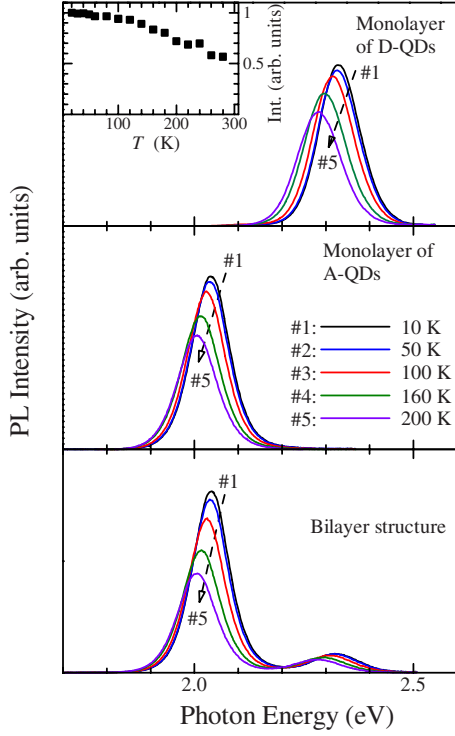 Monolayer
of D-QDs
#1
#5
1
0.5
Int. (arb. units)
0
100
200
300
T (K)
PL Intensity (arb. units)
Monolayer of
A-QDs
#1
#5
#1: 10 K
#2: 50 K
#3: 100 K
#4: 160 K
#5: 200 K
Bilayer structure
#1
#5
2.0
2.5
Photon Energy (eV)